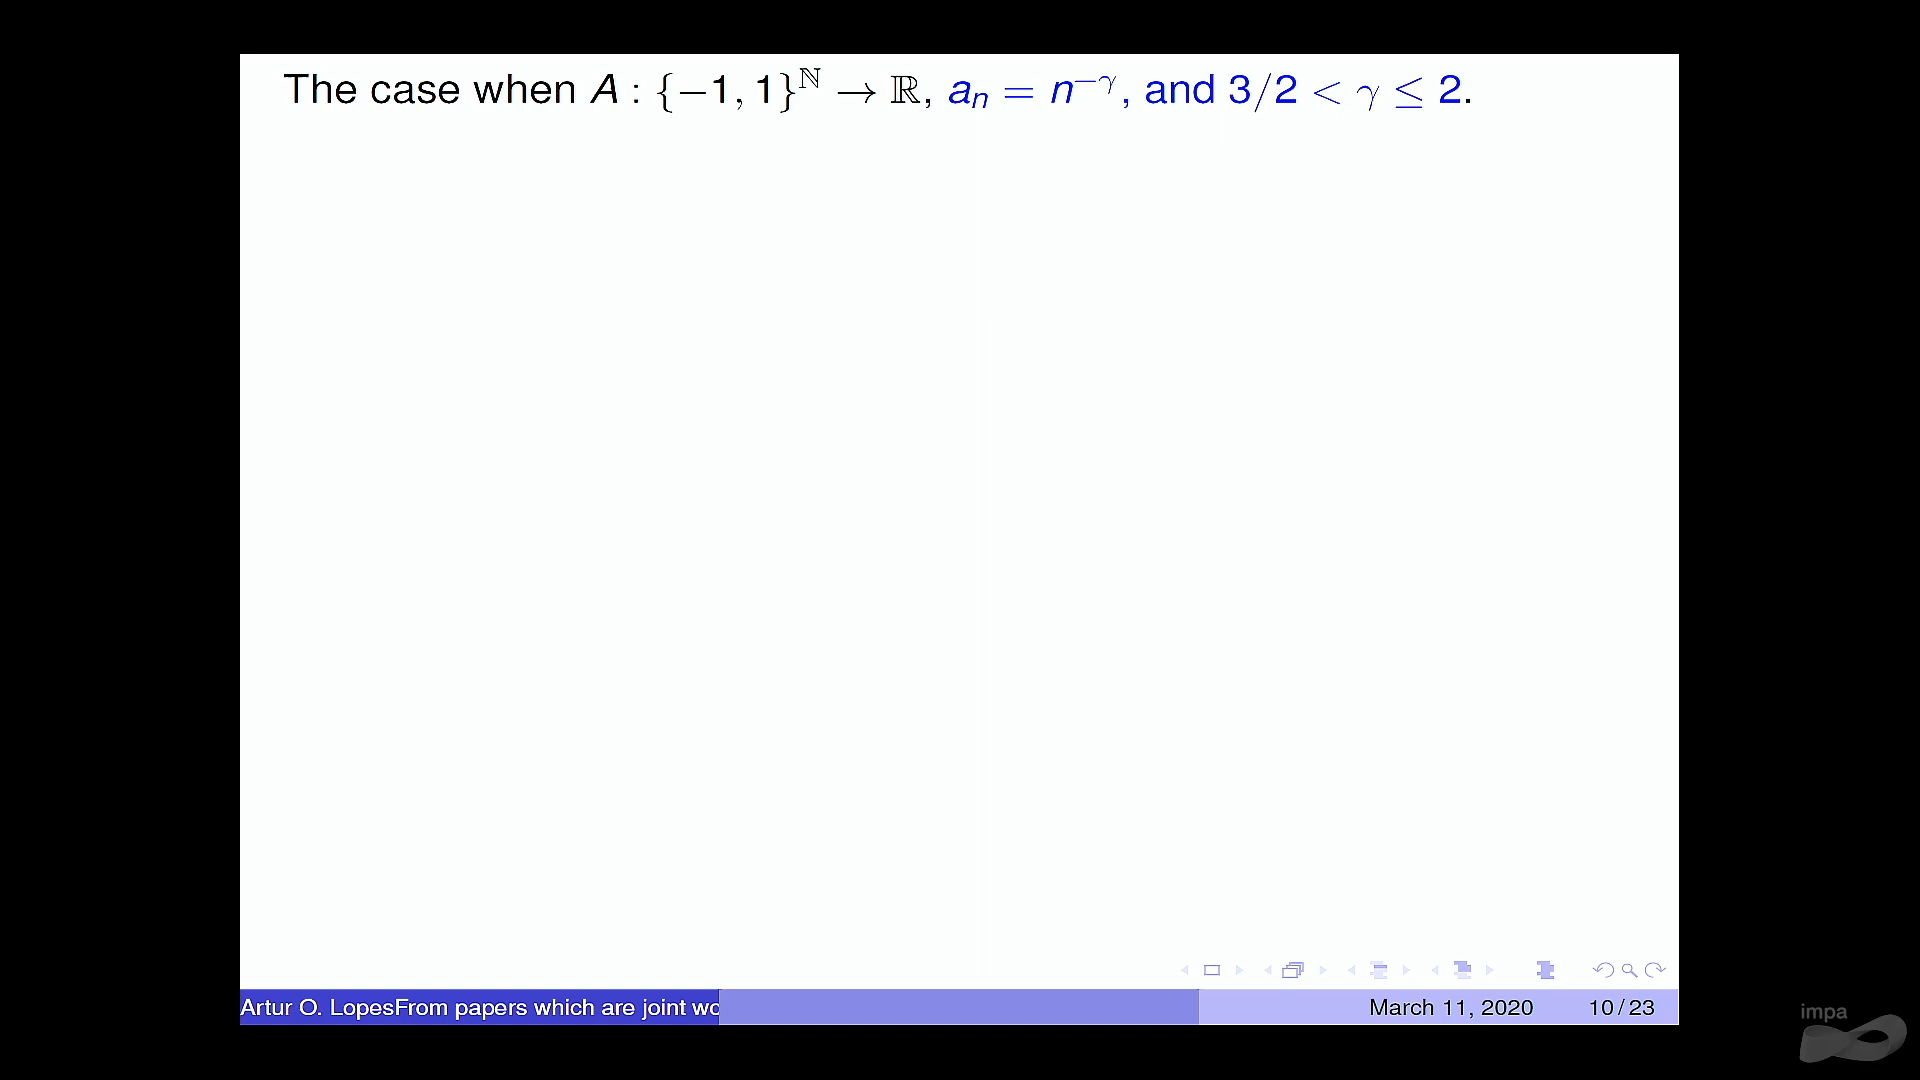 The case when A : {−1, 1}^ℕ → ℝ, aₙ = n^{−γ}, and 3/2 < γ ≤ 2.
Artur O. LopesFrom papers which are joint wo
March 11, 2020
10 / 23
impa